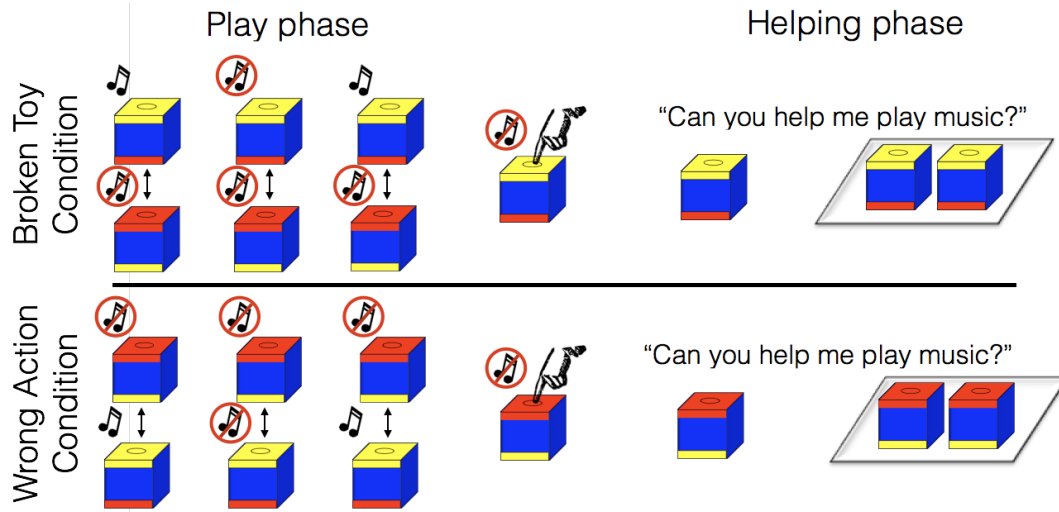 Play phase
Helping phase
Broken Toy
Condition
“Can you help me play music?”
Wrong Action
Condition
“Can you help me play music?”